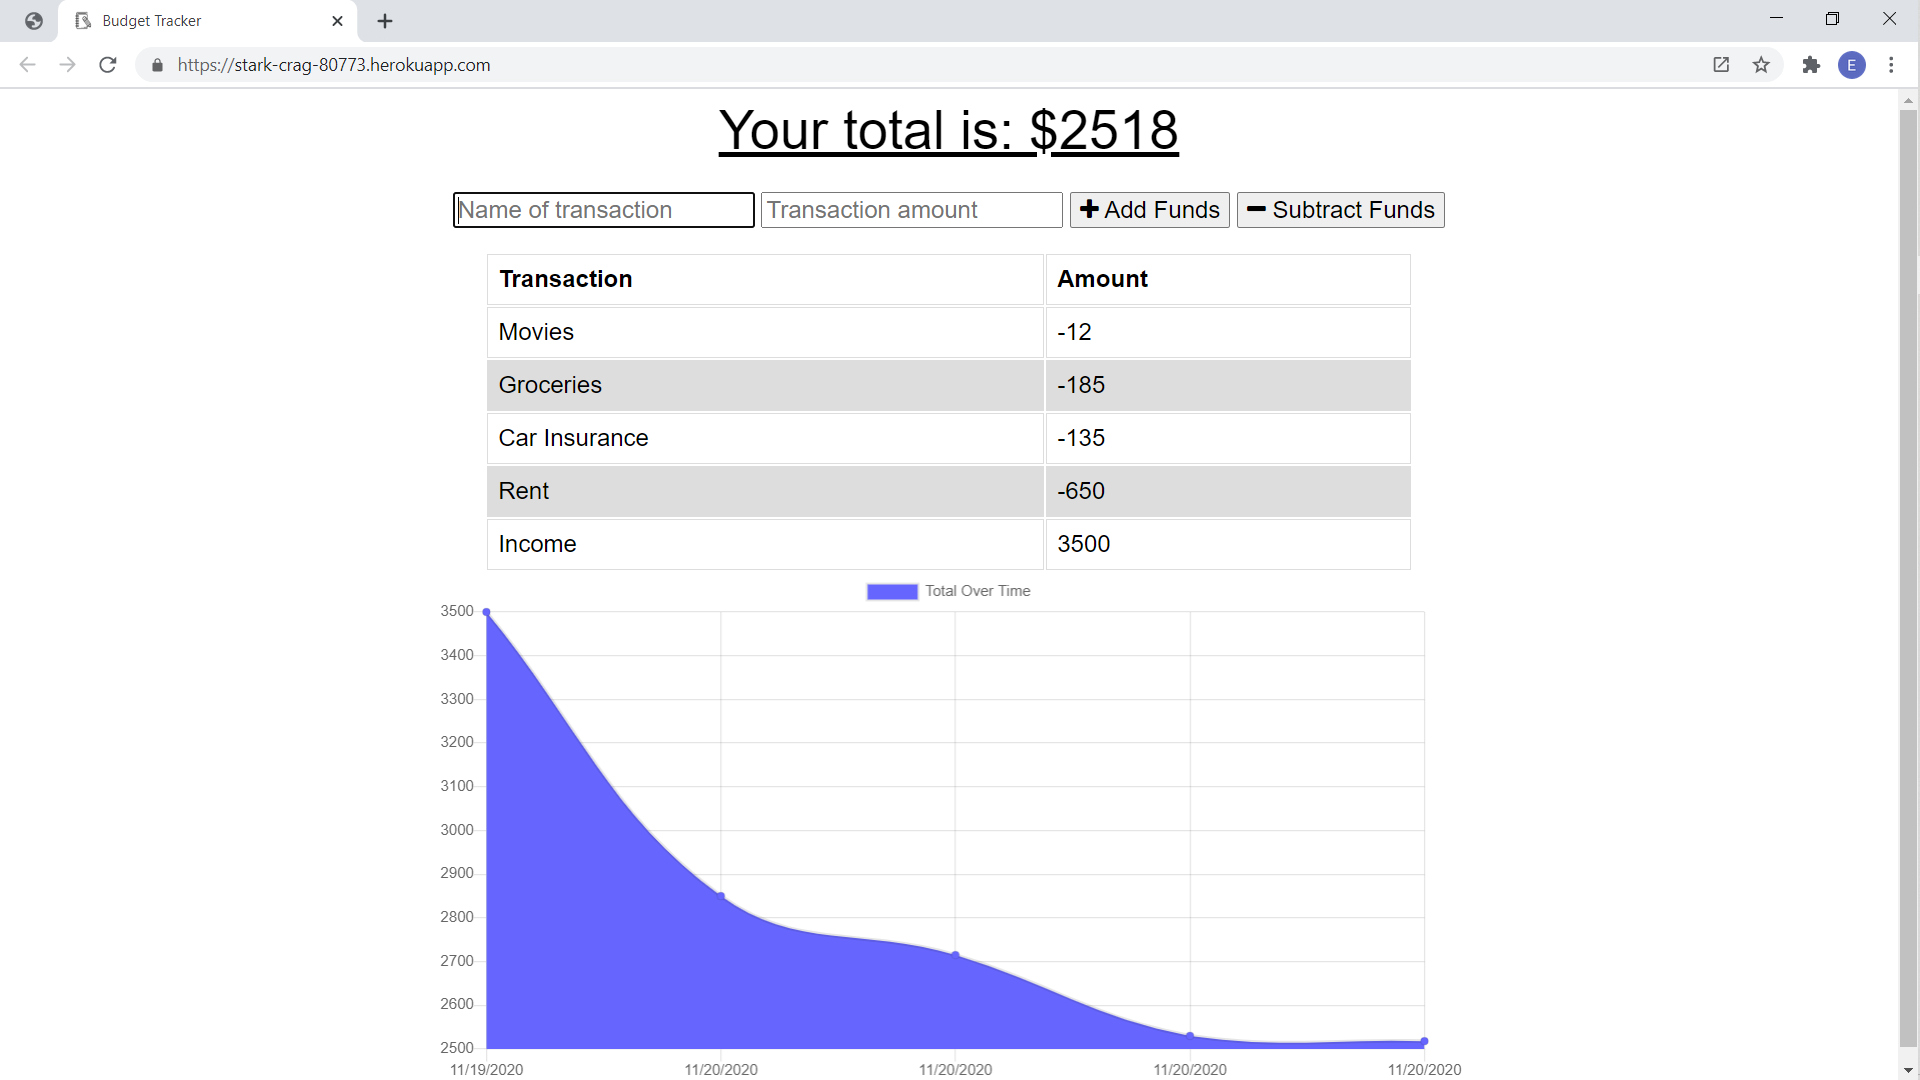 Budget Tracker
https://stark-crag-80773.herokuapp.com
E
Your total is: $2518
Name of transaction Transaction amount Add Funds Subtract Funds
Transaction Amount
Movies -12
Groceries -185
Car Insurance -135
Rent -650
Income 3500
Total Over Time
3500
3400
3300
3200
3100
3000
2900
2800
2700
2600
2500
11/19/2020 11/20/2020 11/20/2020 11/20/2020 11/20/2020